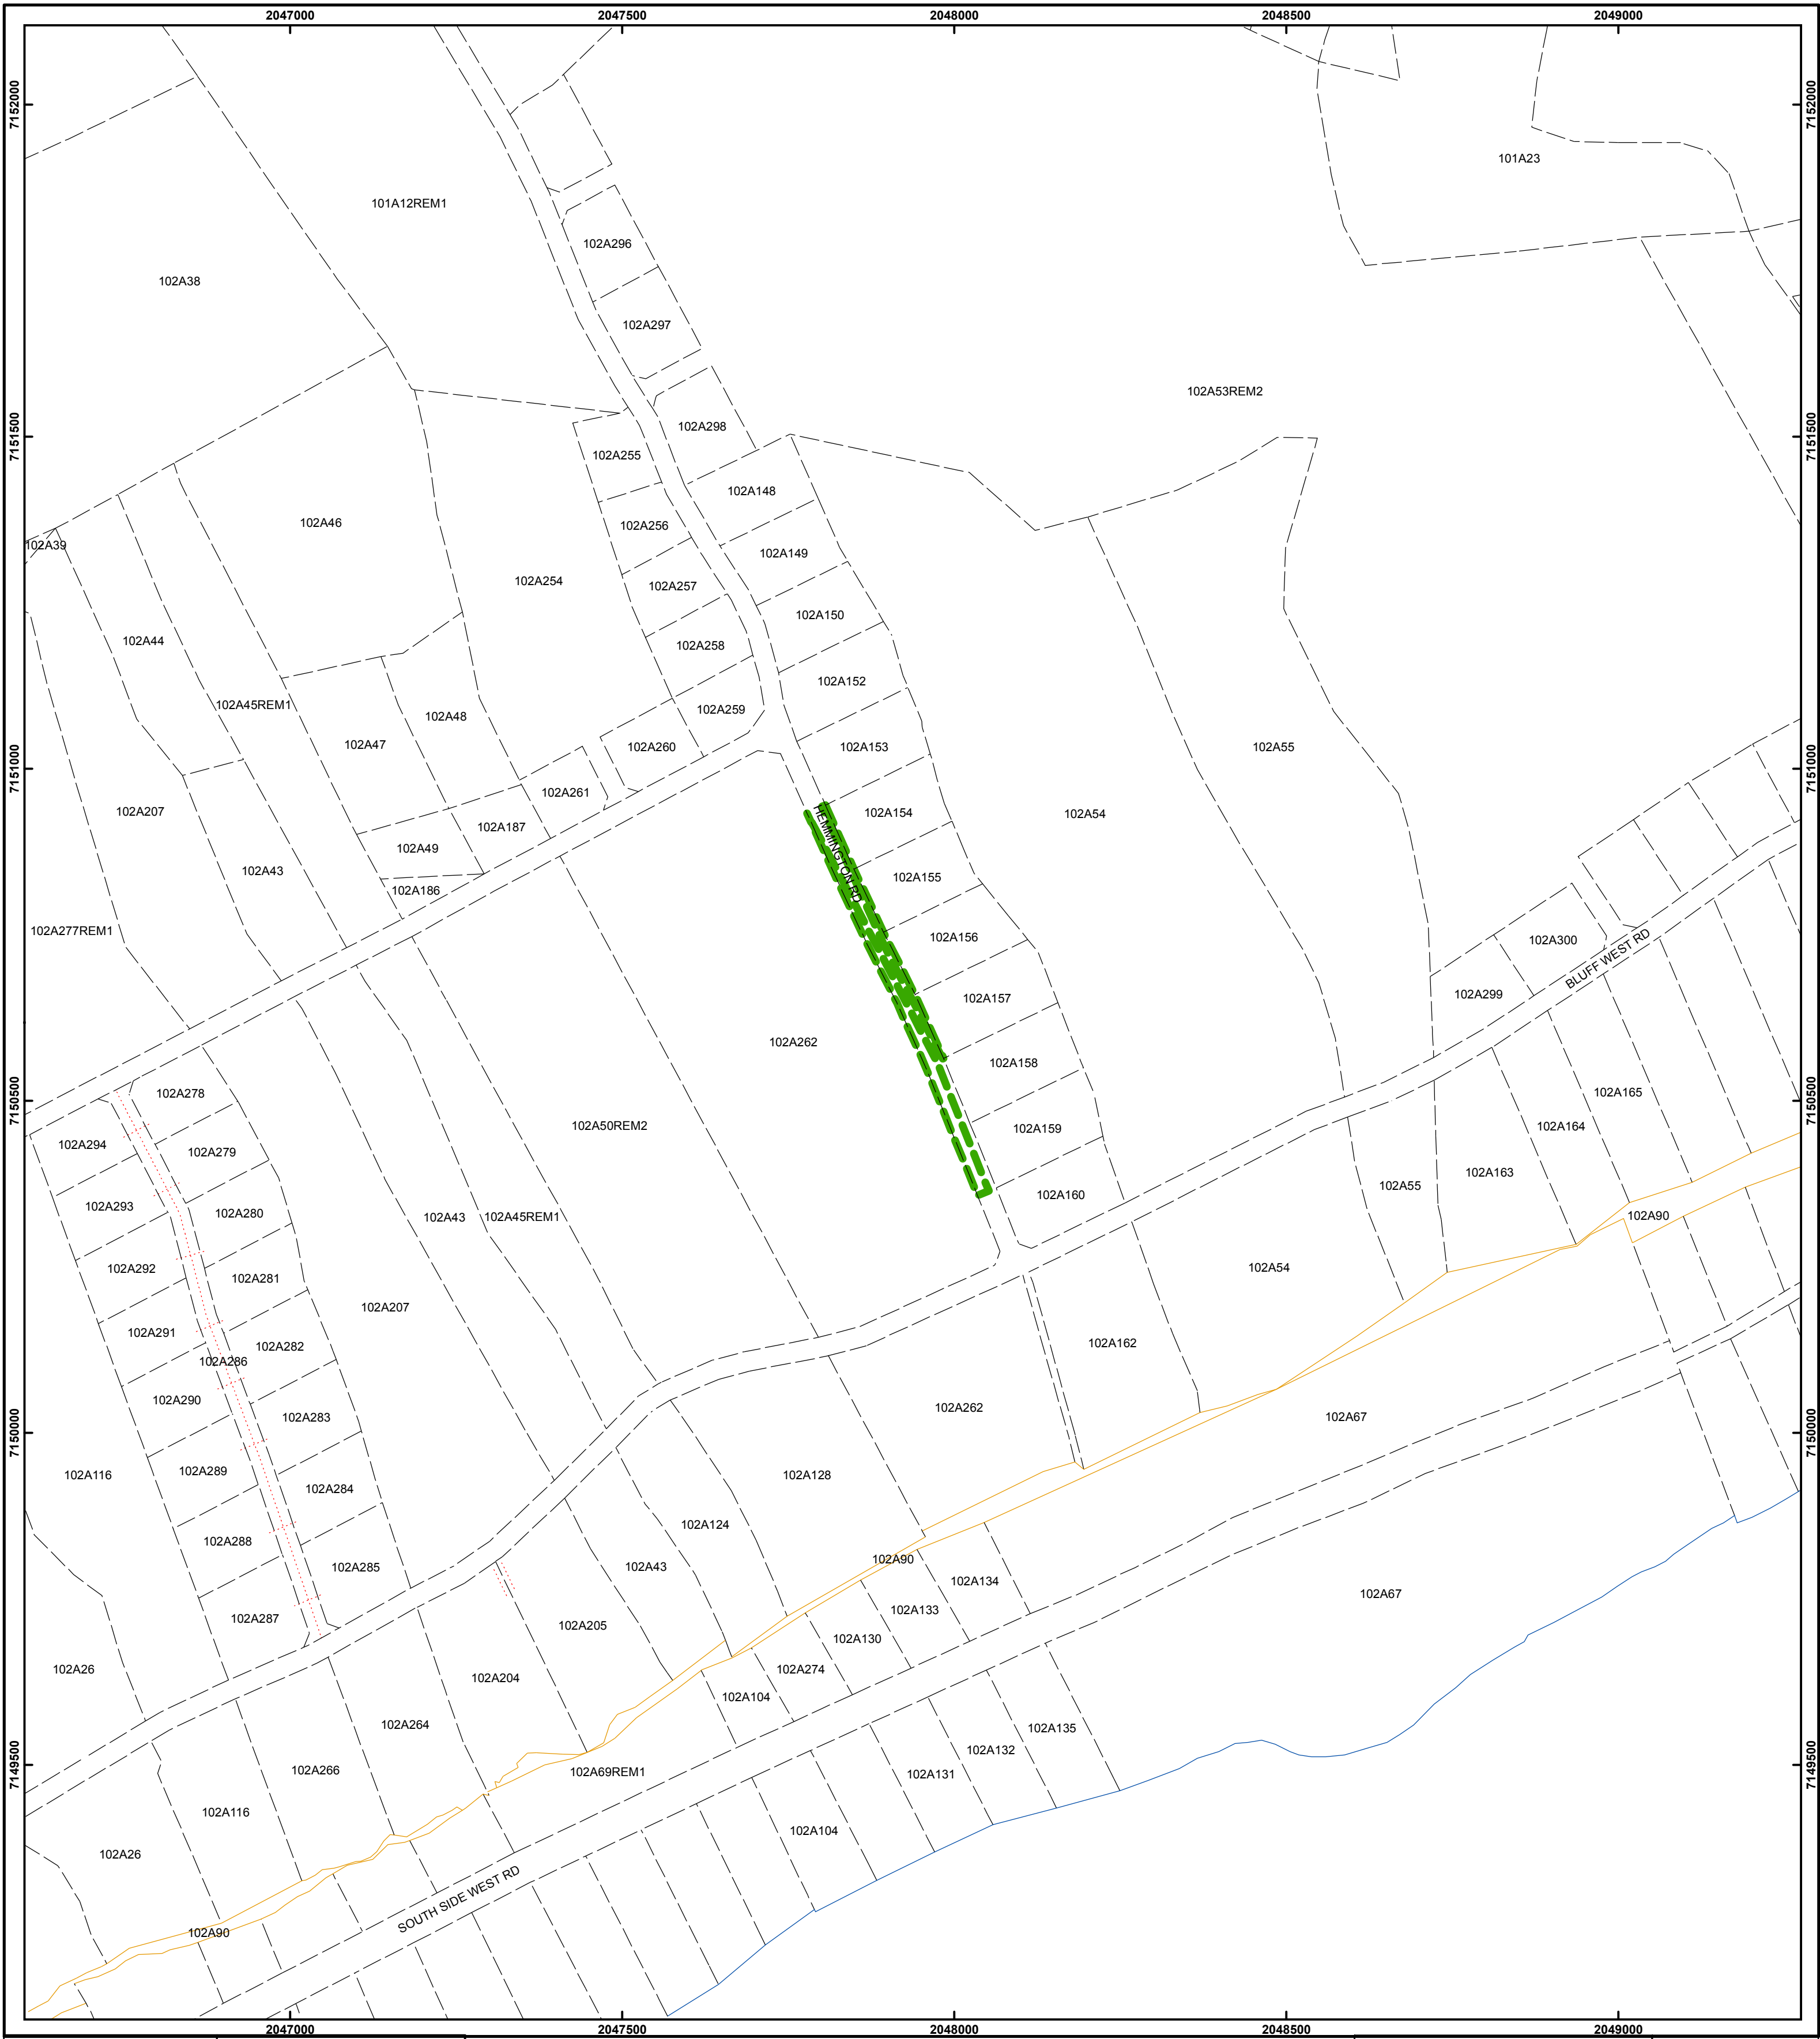 2047000
2047500
2048000
2048500
2049000
7152000
7152000
101A23
101A12REM1
102A296
102A38
102A297
102A53REM2
102A298
7151500
7151500
102A255
102A148
102A46
102A256
102A39
102A149
102A254
102A257
102A150
102A44
102A258
102A152
102A45REM1
102A259
102A48
102A47
102A260
102A153
102A55
7151000
7151000
102A261
102A207
102A154
102A54
102A187
HEMMINGTON RD
102A49
102A43
102A155
102A186
102A277REM1
102A156
102A300
BLUFF WEST RD
102A157
102A299
102A262
102A158
102A278
102A165
7150500
7150500
102A50REM2
102A159
102A164
102A294
102A279
102A163
102A160
102A55
102A293
102A280
102A43
102A45REM1
102A90
102A292
102A281
102A54
102A207
102A291
102A282
102A162
102A286
102A290
102A283
102A262
102A67
7150000
7150000
102A289
102A116
102A128
102A284
102A124
102A288
102A90
102A285
102A43
102A134
102A67
102A133
102A287
102A205
102A130
102A26
102A204
102A274
102A104
102A264
102A135
102A132
7149500
7149500
102A266
102A69REM1
102A131
102A116
102A104
102A26
SOUTH SIDE WEST RD
102A90
2047000
2047500
2048000
2048500
2049000